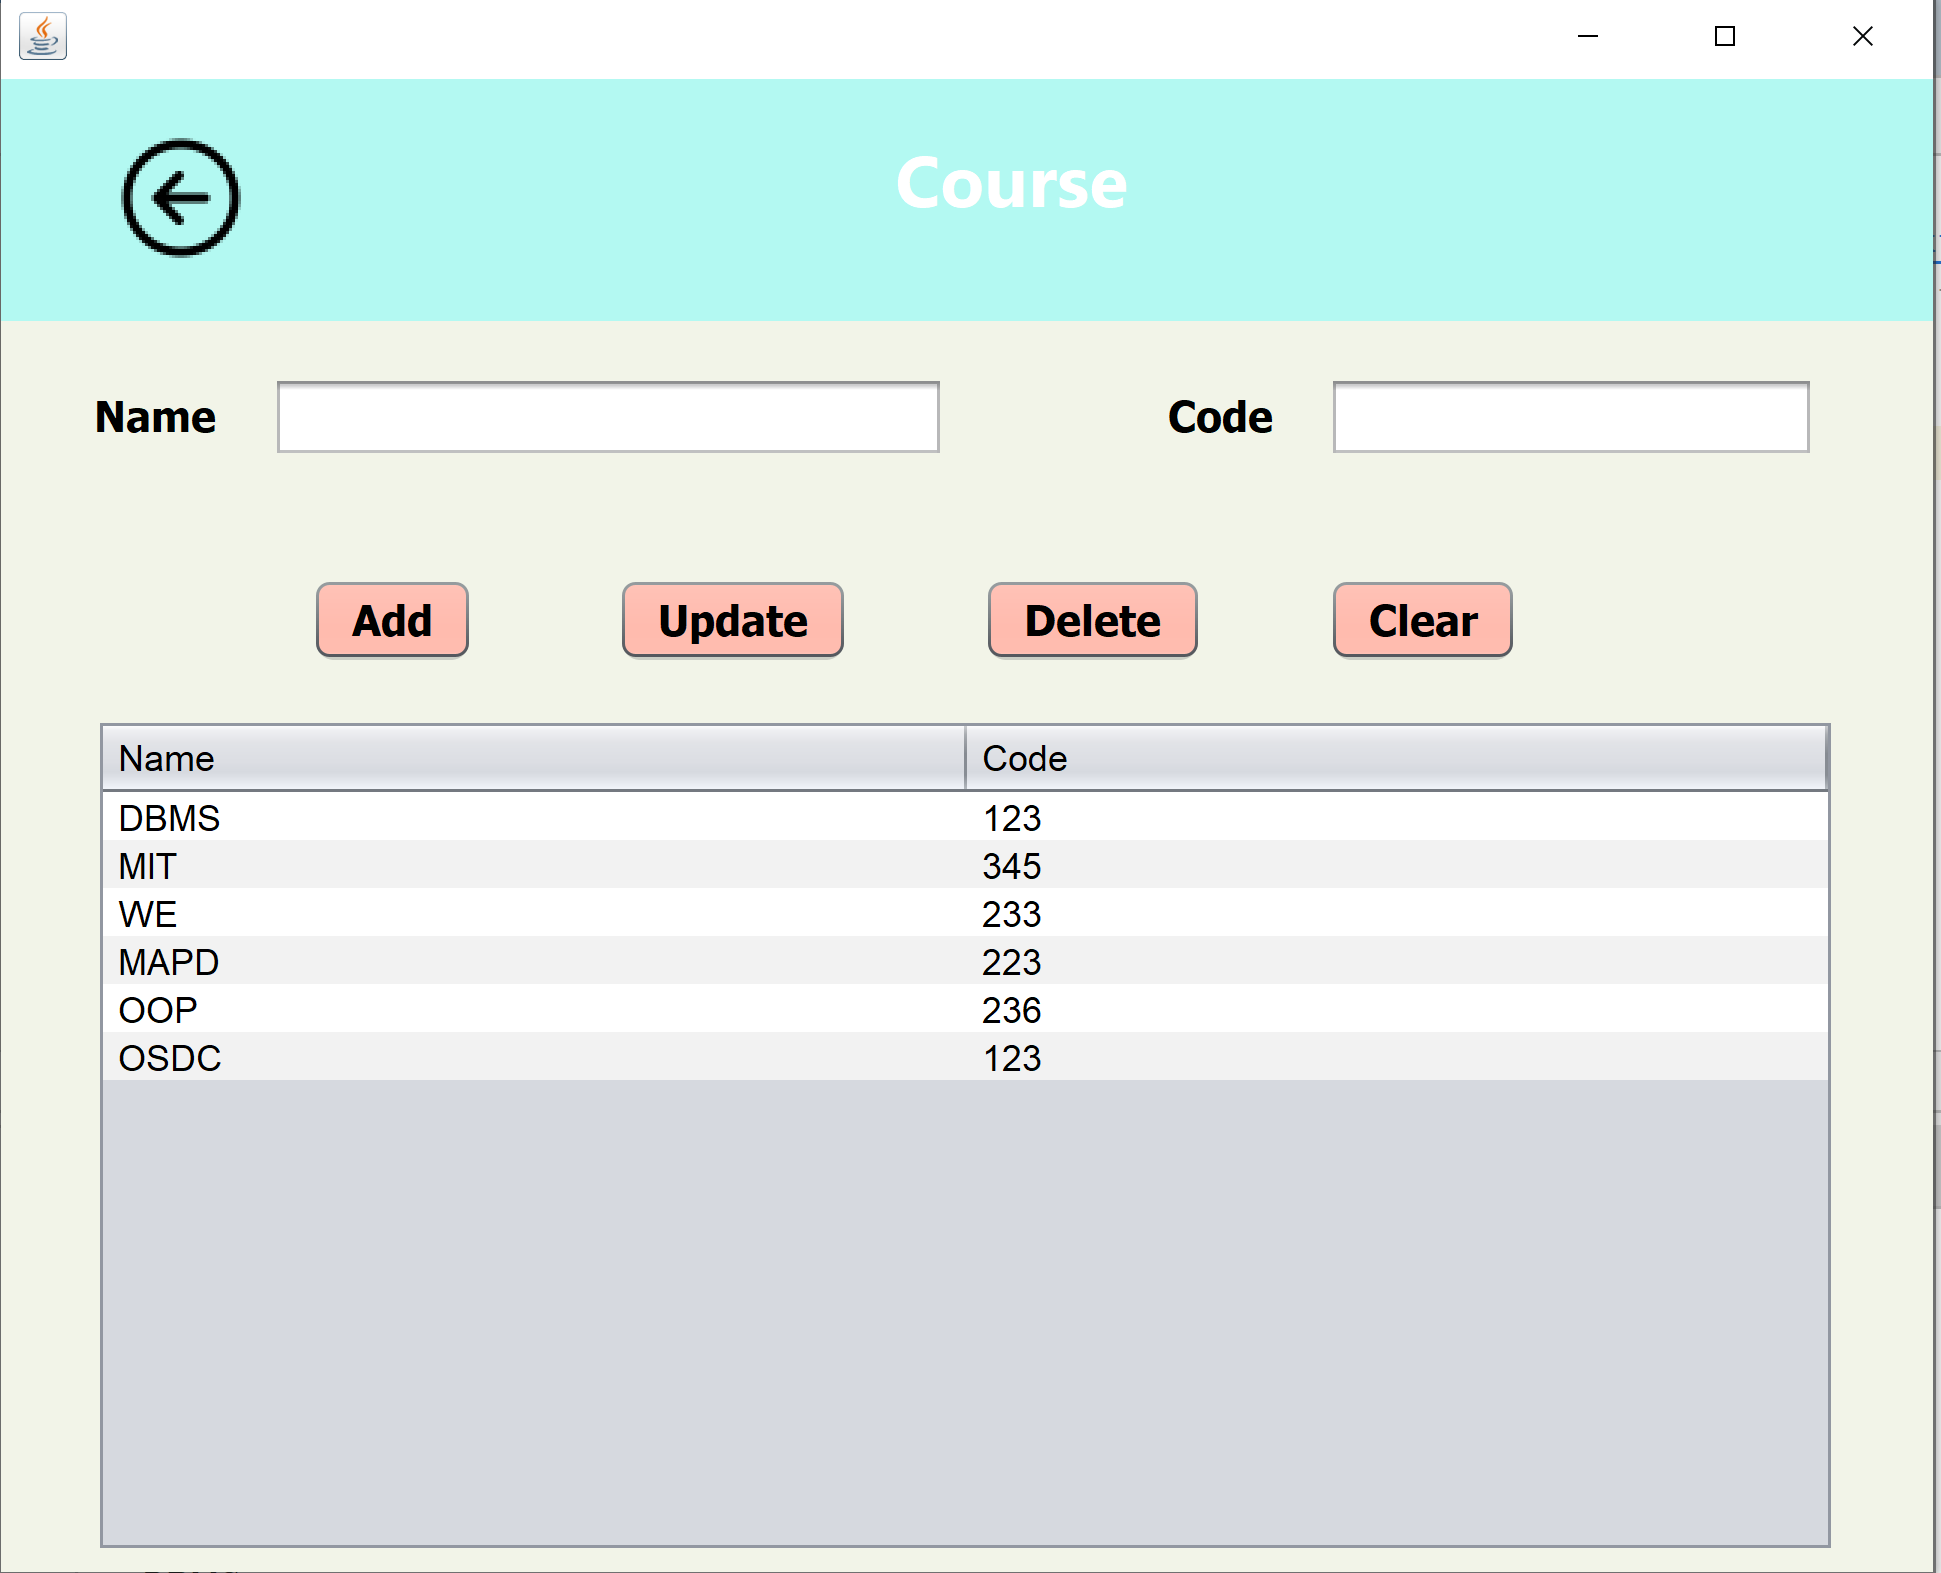 Course
Name Code
Add Update Delete Clear
Name Code
DBMS 123
MIT 345
WE 233
MAPD 223
OOP 236
OSDC 123